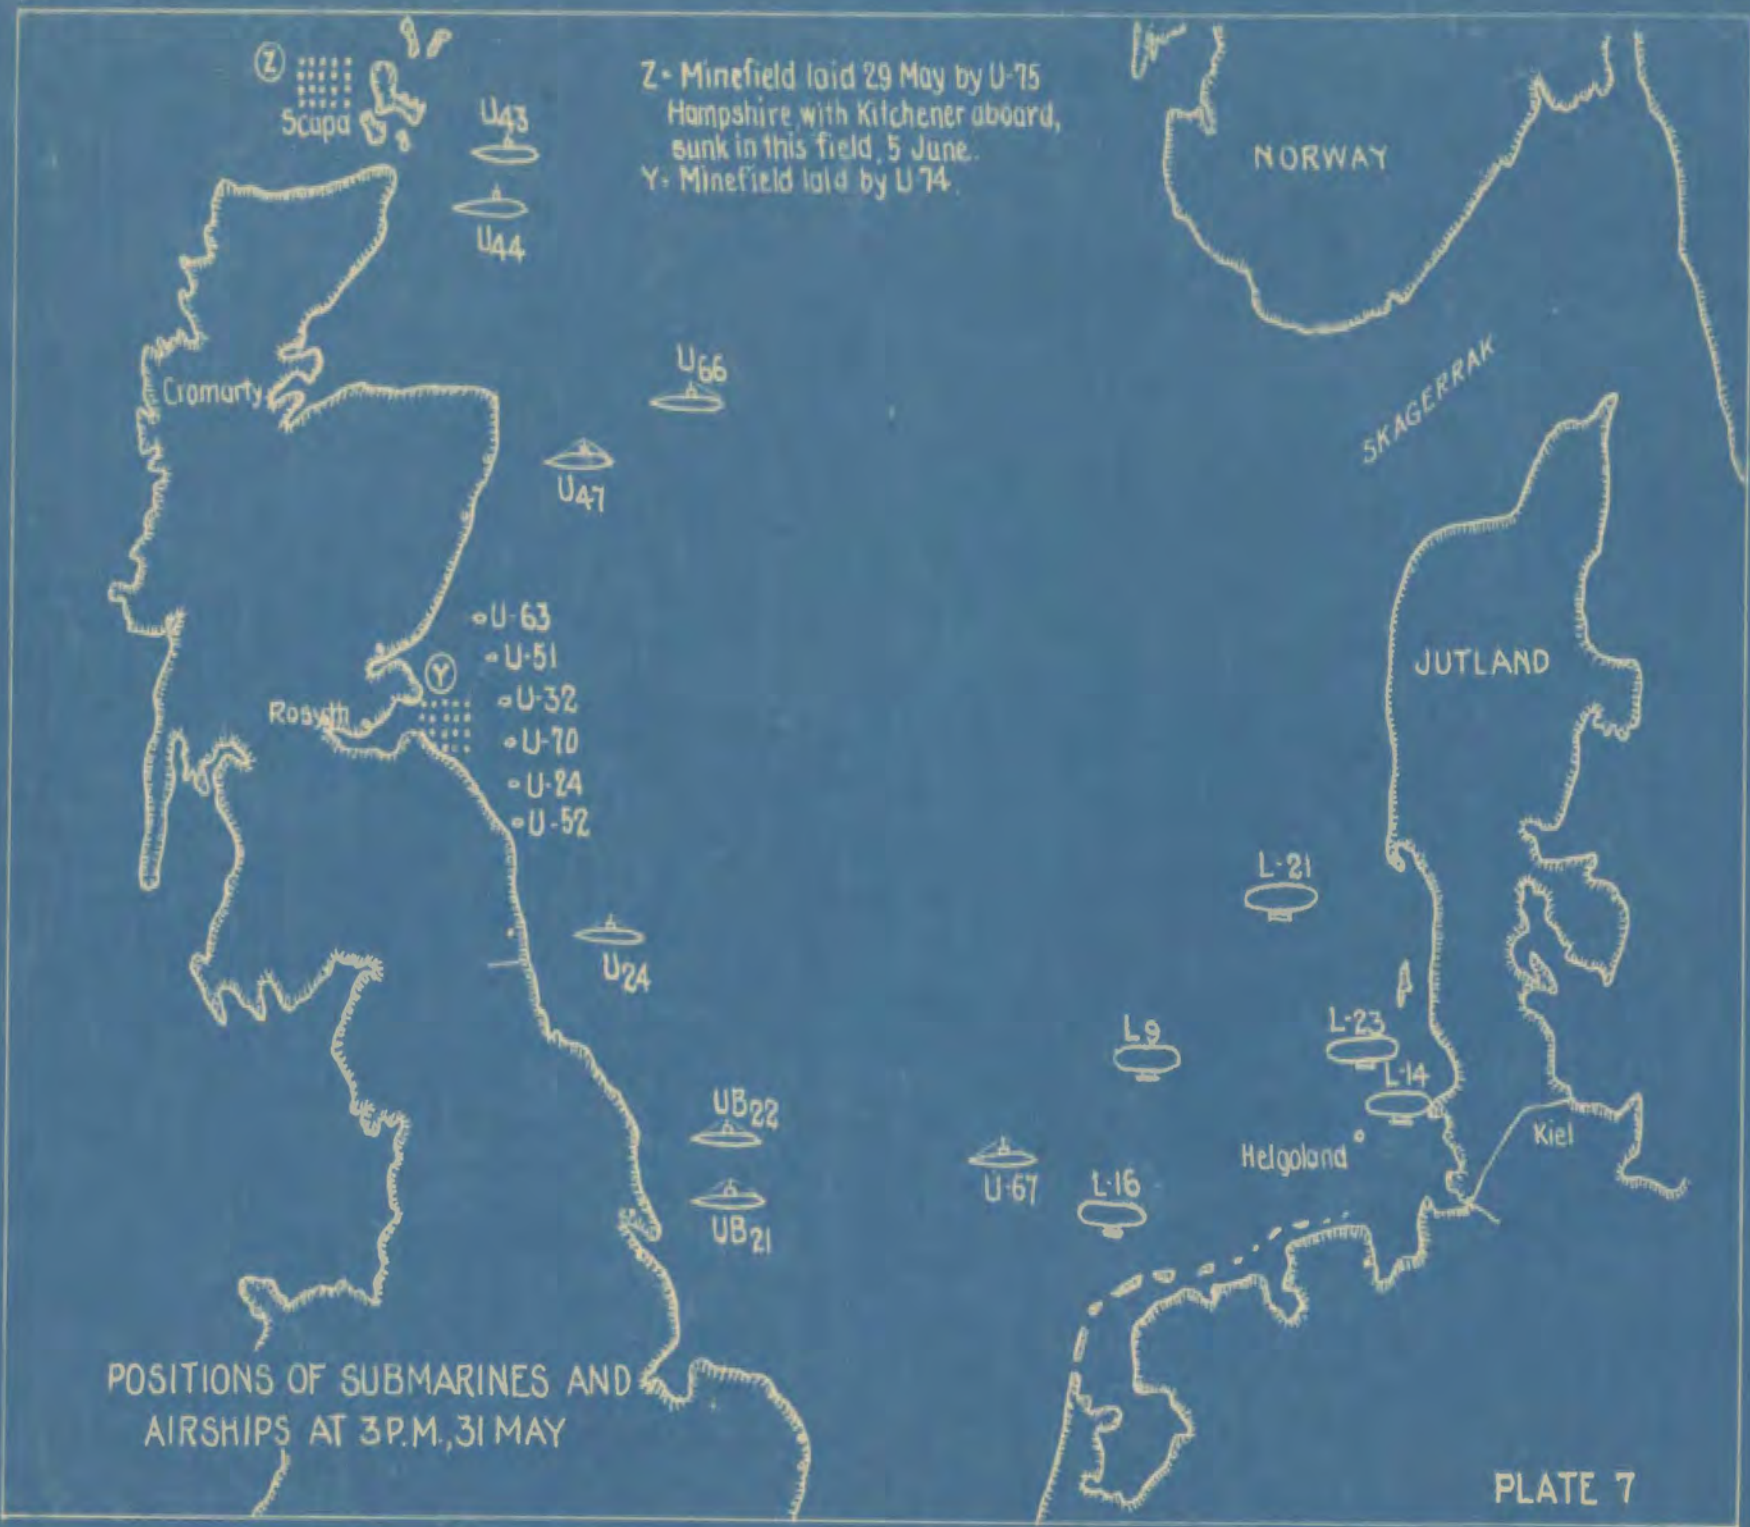 Z
Scapa
U43
U44
Z= Minefield laid 29 May by U-75
Hampshire with Kitchener aboard,
sunk in this field, 5 June.
Y= Minefield laid by U 74.
NORWAY
Cromarty
U66
U47
SKAGERRAK
U-63
U-51
Y
U-32
Rosyth
U-70
U-24
U-52
JUTLAND
L-21
U24
L9
L-23
L-14
UB22
UB21
U-67
L-16
Helgoland
Kiel
POSITIONS OF SUBMARINES AND
AIRSHIPS AT 3 P.M., 31 MAY
PLATE 7